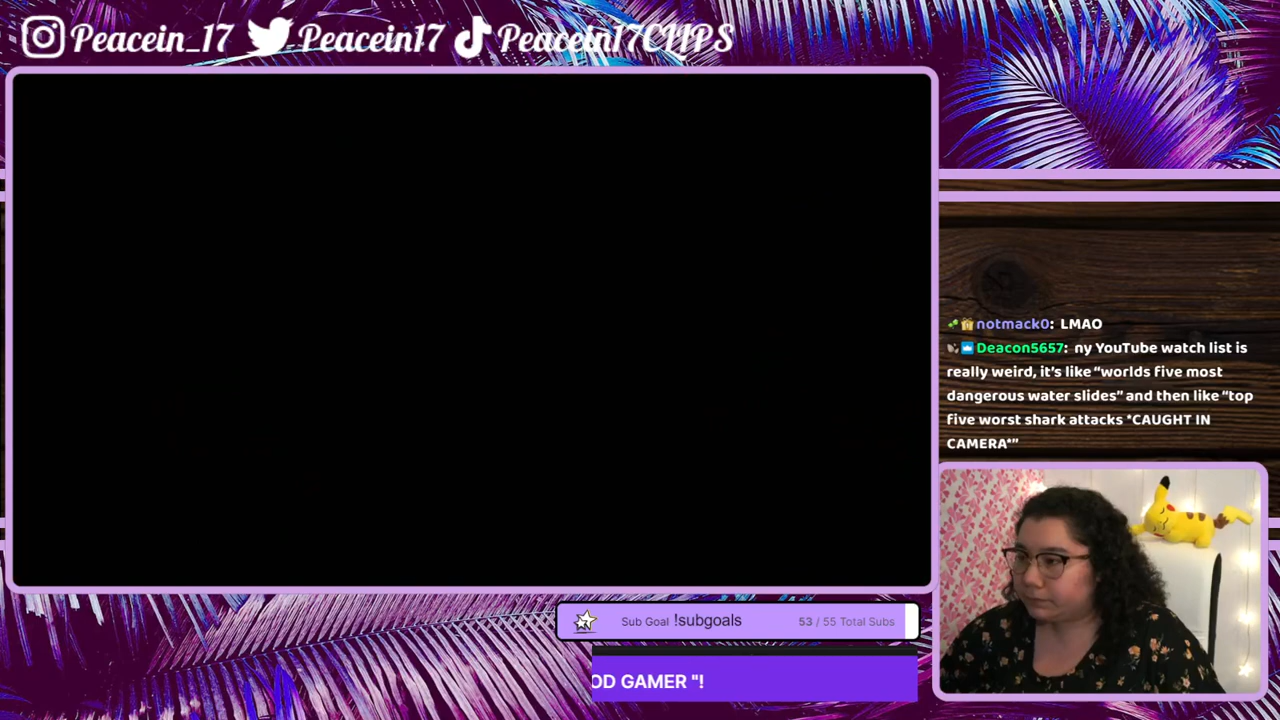 Peacein_17 Peacein17 Peacein17ClIPS
notmack0: LMAO
Deacon5657: ny YouTube watch list is
really weird, it's like “worlds five most
dangerous water slides” and then like “top
five worst shark attacks *CAUGHT IN
CAMERA*”
Sub Goal !subgoals 53 / 55 Total Subs
OD GAMER "!